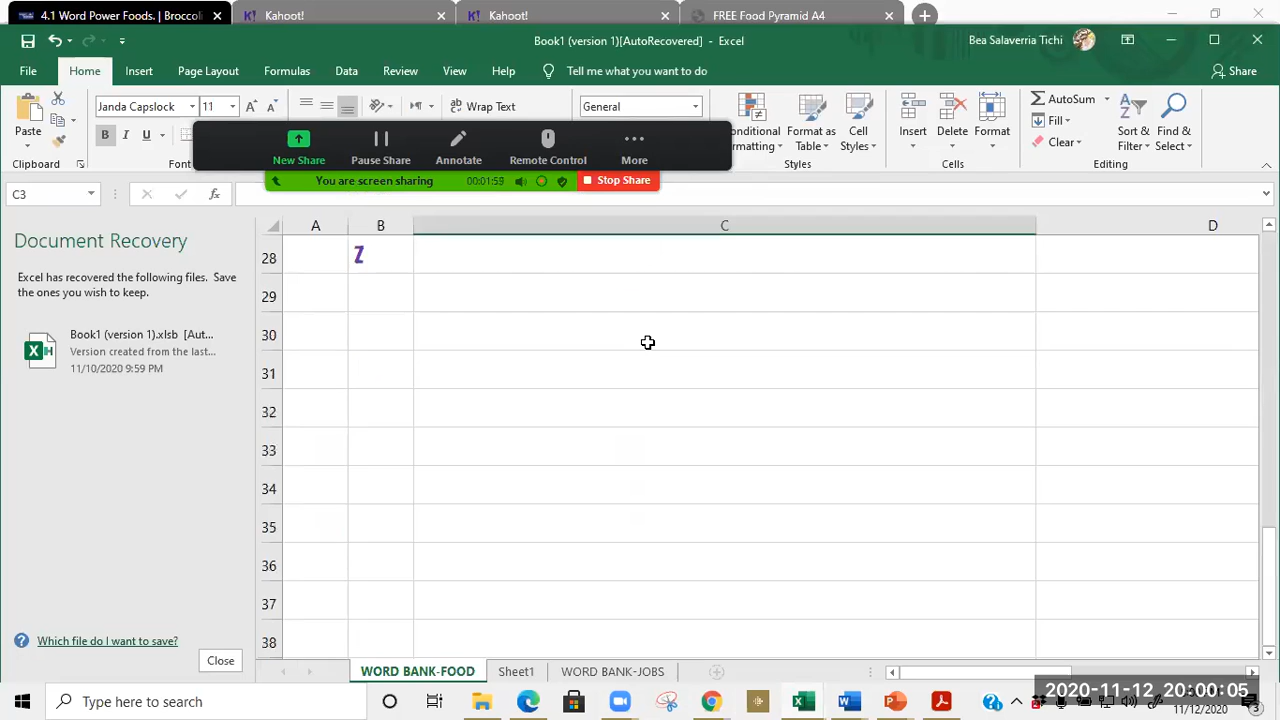 4.1 Word Power Foods. | Broccoli
Kahoot!
Kahoot!
FREE Food Pyramid A4
Book1 (version 1)[AutoRecovered] - Excel
Bea Salaverria Tichi
File
Home
Insert
Page Layout
Formulas
Data
Review
View
Help
Tell me what you want to do
Share
Janda Capslock
11
Wrap Text
General
AutoSum
Fill
Clear
Paste
B I U
Conditional Formatting
Format as Table
Cell Styles
Insert
Delete
Format
Sort & Filter
Find & Select
New Share
Pause Share
Annotate
Remote Control
More
Clipboard
Font
Styles
Cells
Editing
You are screen sharing
00:01:55
Stop Share
C3
A
B
C
D
Document Recovery
Excel has recovered the following files. Save
the ones you wish to keep.
Book1 (version 1).xlsb [Aut...
Version created from the last...
11/10/2020 9:59 PM
28
Z
29
30
31
32
33
34
35
36
37
38
Which file do I want to save?
Close
WORD BANK-FOOD
Sheet1
WORD BANK-JOBS
Type here to search
2020-11-12 20:00:05
11/12/2020